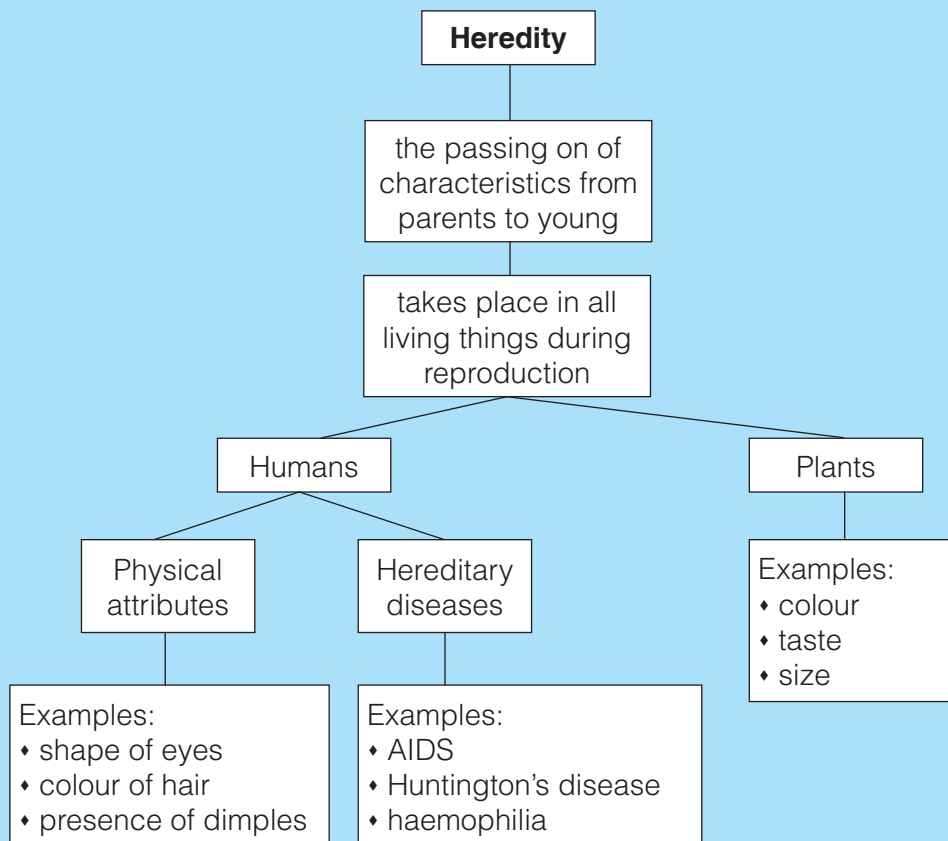 Heredity
the passing on of
characteristics from
parents to young
takes place in all
living things during
reproduction
Humans
Plants
Physical
attributes
Hereditary
diseases
Examples:
♦ colour
♦ taste
♦ size
Examples:
♦ shape of eyes
♦ colour of hair
♦ presence of dimples
Examples:
♦ AIDS
♦ Huntington’s disease
♦ haemophilia